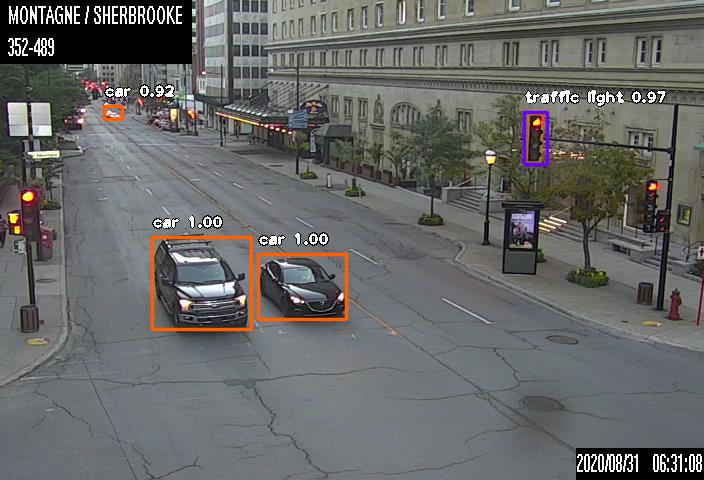 MONTAGNE / SHERBROOKE
352-489
car 0.92
traffic light 0.97
car 1.00
car 1.00
2020/08/31 06:31:08